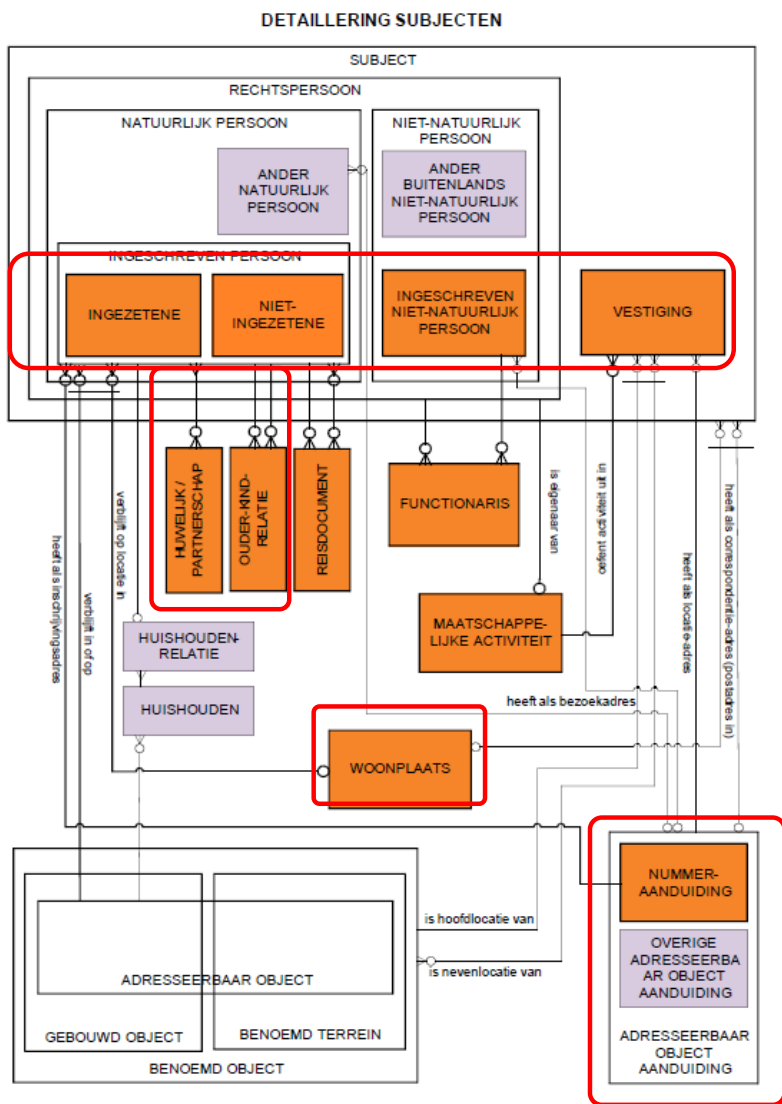 DETAILLERING SUBJECTEN
SUBJECT
RECHTSPERSOON
NATUURLIJK PERSOON
NIET-NATUURLIJK
PERSOON
ANDER
NATUURLIJK
PERSOON
ANDER
BUITENLANDS
NIET-NATUURLIJK
PERSOON
INGESCHREVEN PERSOON
INGEZETENE
NIET-
INGEZETENE
INGESCHREVEN
NIET-NATUURLIJK
PERSOON
VESTIGING
HUWELIJK /
PARTNERSCHAP
OUDER-KIND-
RELATIE
REISDOCUMENT
FUNCTIONARIS
is eigenaar van
oefent activiteit uit in
heeft als locatie-adres
heeft als correspondentie-adres (postadres in)
heeft als inschrijvingsadres
verblijft in of op
verblijft op locatie in
MAATSCHAPPE-
LIJKE ACTIVITEIT
HUISHOUDEN-
RELATIE
HUISHOUDEN
heeft als bezoekadres
WOONPLAATS
NUMMER-
AANDUIDING
OVERIGE
ADRESSEERBA
AR OBJECT
AANDUIDING
ADRESSEERBAAR
OBJECT
AANDUIDING
is hoofdlocatie van
is nevenlocatie van
ADRESSEERBAAR OBJECT
GEBOUWD OBJECT
BENOEMD TERREIN
BENOEMD OBJECT